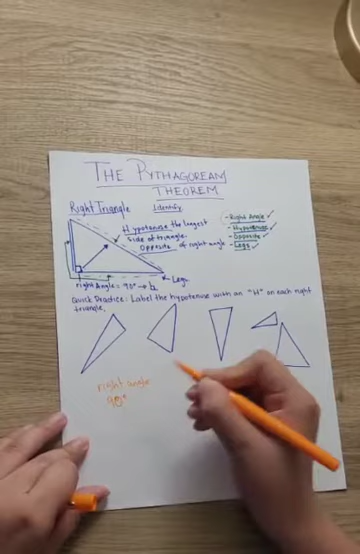 THE PYTHAGOREAM
THEOREM
Right Triangle
Identify:
- Right Angle ✓
- Hypotenuse ✓
- Opposite ✓
- Legs ✓
Hypotenuse the longest
side of triangle.
Opposite of right angle
Legs
right Angle = 90° →
Quick Practice: Label the hypotenuse with an "H" on each right
triangle.
right angle
90°